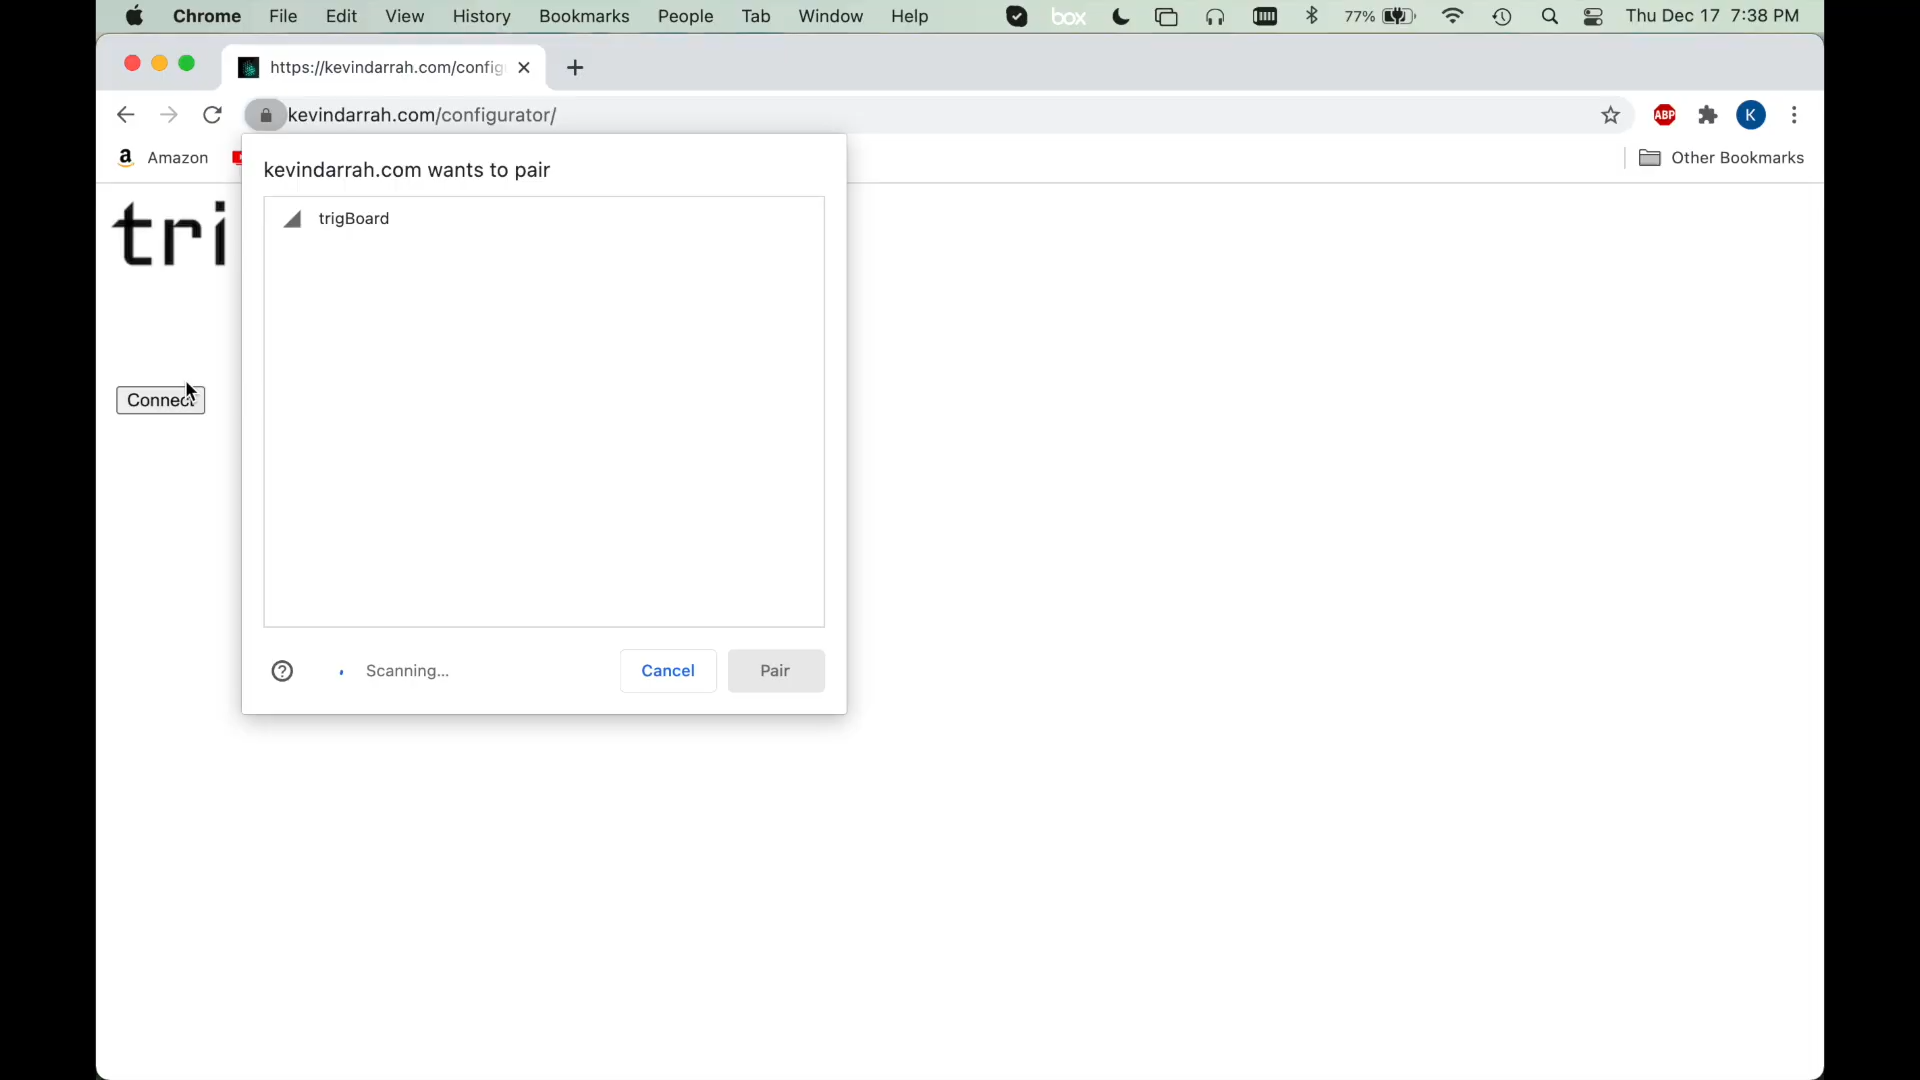 Chrome File Edit View History Bookmarks People Tab Window Help box 77% Thu Dec 17 7:38 PM
https://kevindarrah.com/config
kevindarrah.com/configurator/ ABP K
a Amazon Other Bookmarks
kevindarrah.com wants to pair
trigBoard
tri
Connect
Scanning...
Cancel
Pair